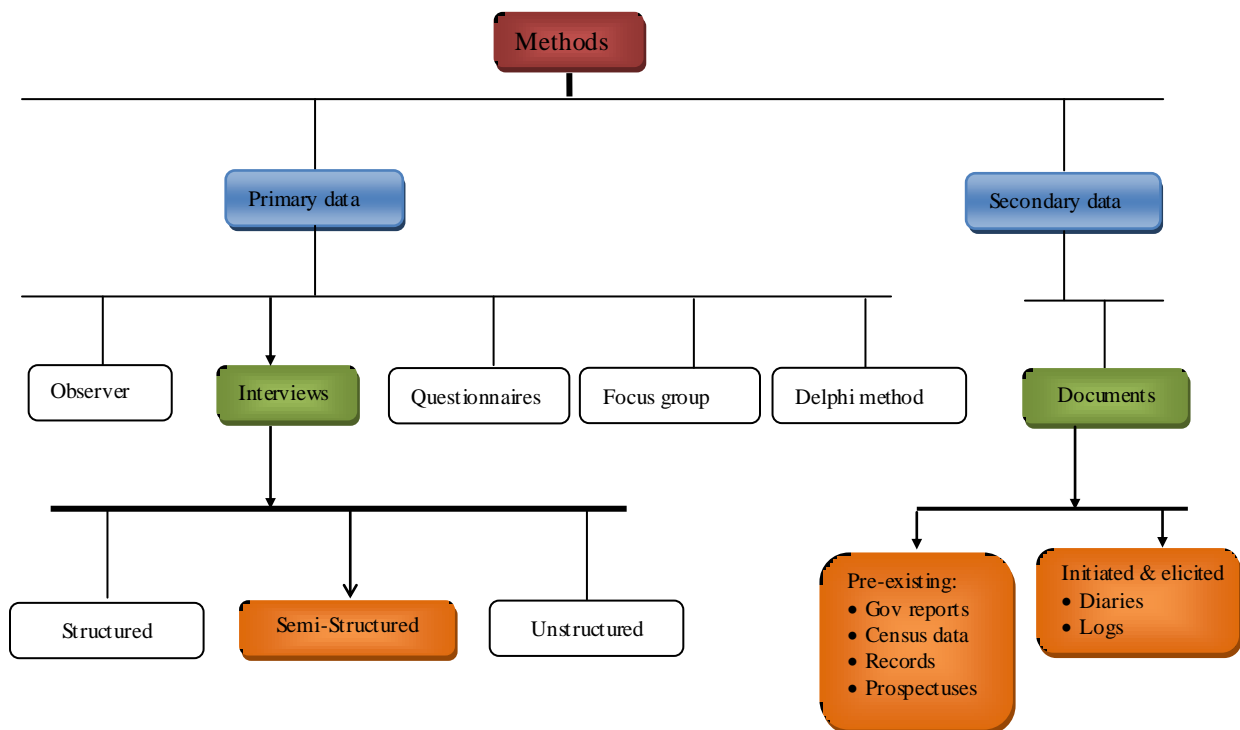 Methods
Primary data
Secondary data
Observer
Interviews
Questionnaires
Focus group
Delphi method
Documents
Structured
Semi-Structured
Unstructured
Pre-existing:
• Gov reports
• Census data
• Records
• Prospectuses
Initiated & elicited
• Diaries
• Logs